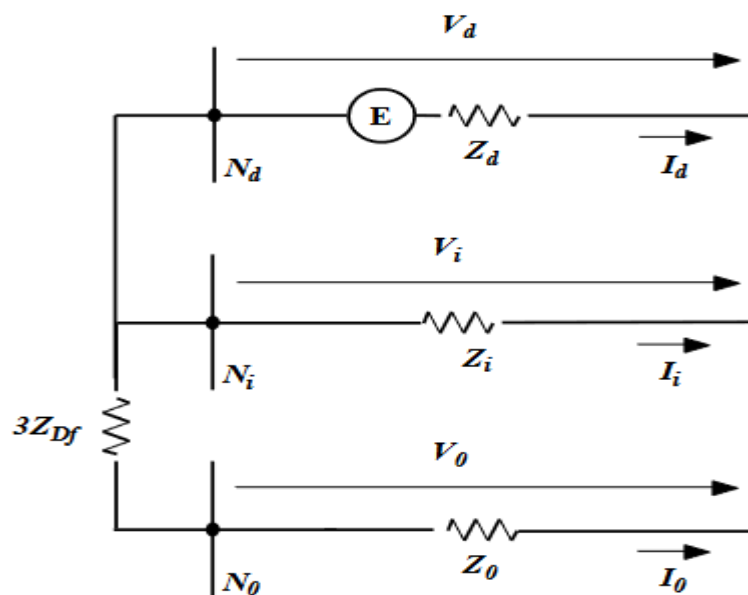 V_d
E
Z_d
I_d
N_d
V_i
Z_i
I_i
N_i
3Z_Df
V_0
Z_0
I_0
N_0